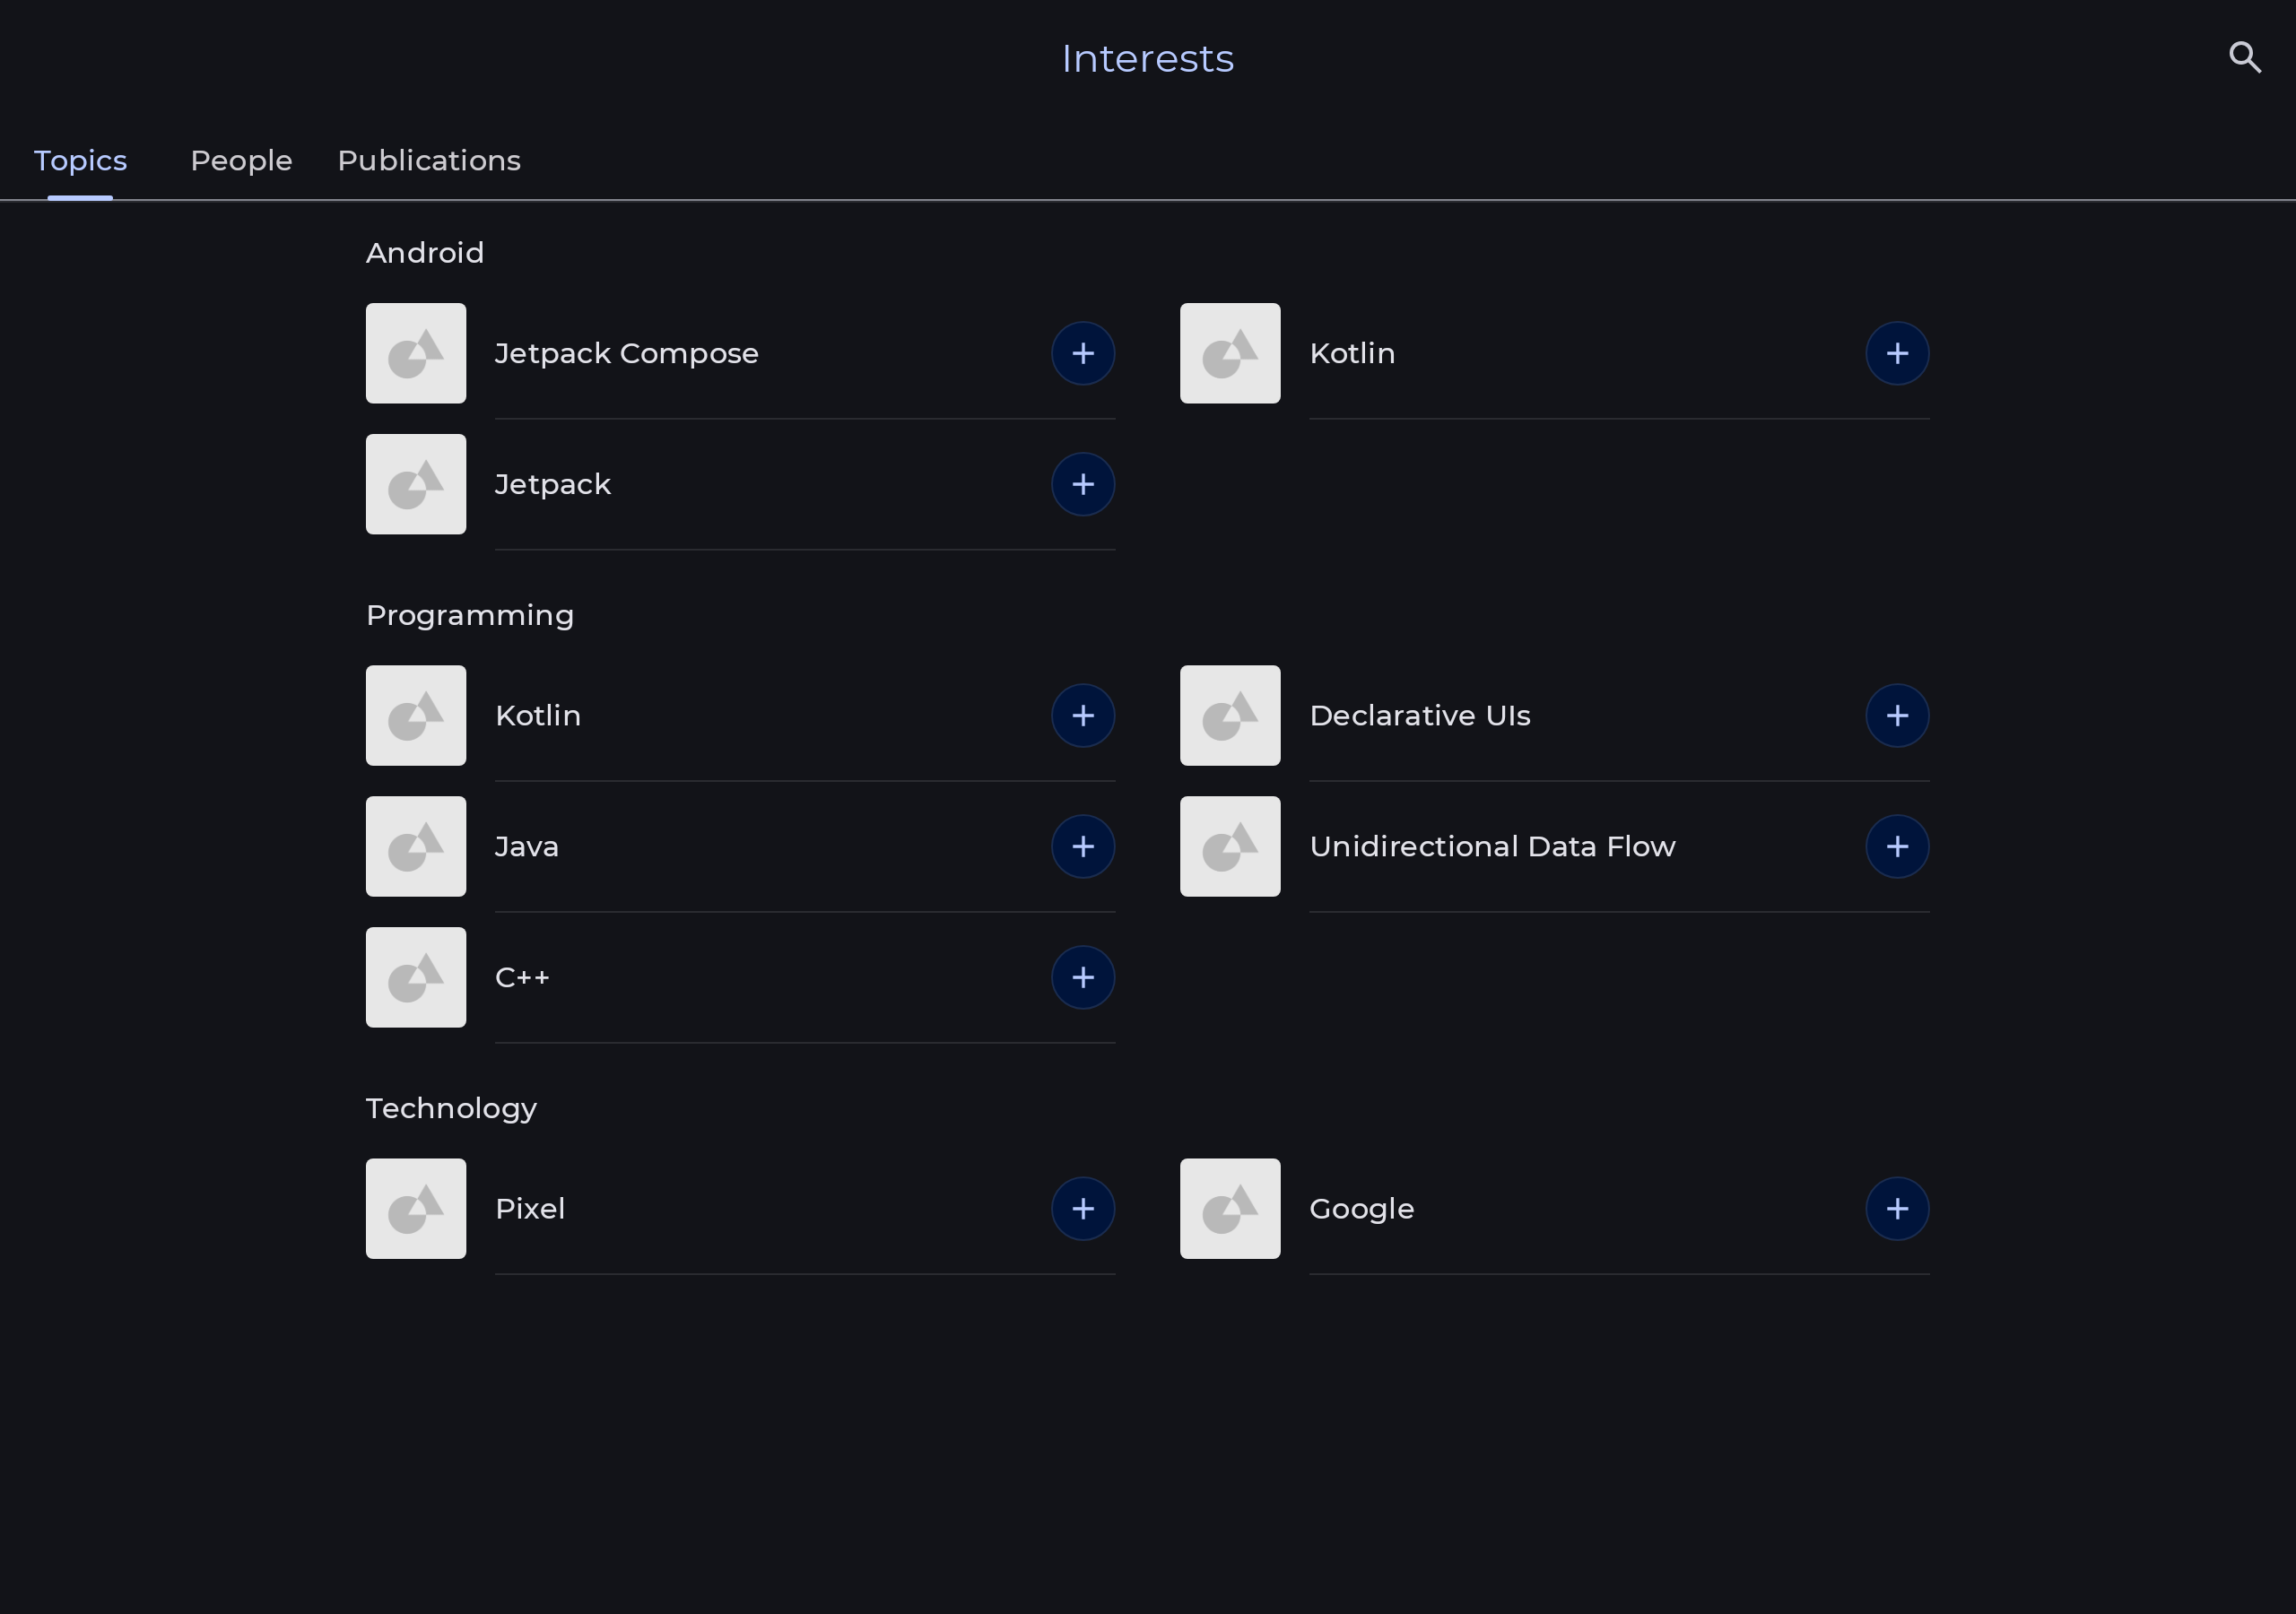 Interests
Topics People Publications
Android
Jetpack Compose Kotlin
Jetpack
Programming
Kotlin Declarative UIs
Java Unidirectional Data Flow
C++
Technology
Pixel Google